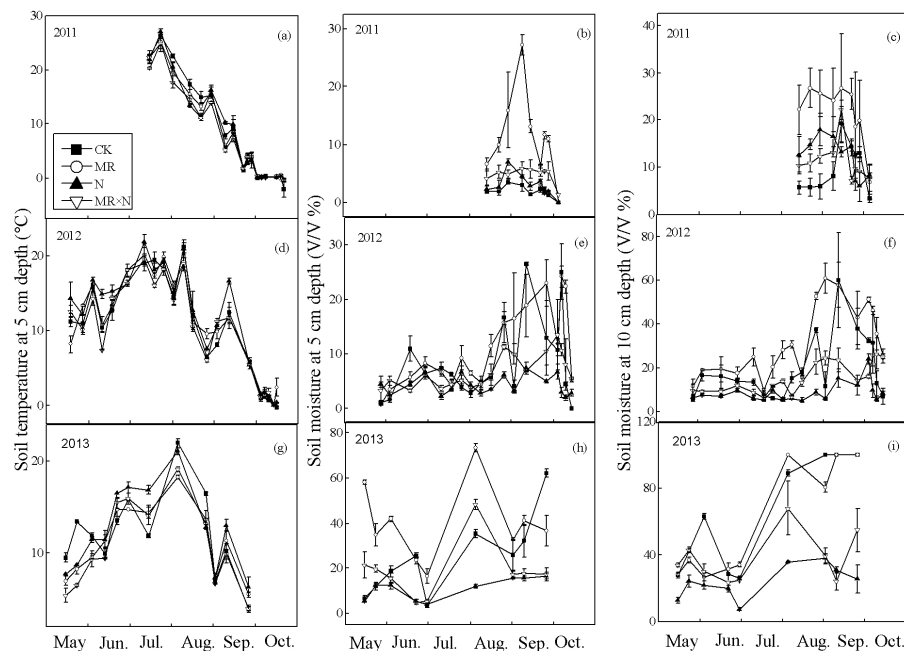 2011
(a)
30
20
10
0
CK
MR
N
MR×N
Soil temperature at 5 cm depth (°C)
2012
(d)
20
10
0
2013
(g)
20
10
May Jun. Jul. Aug. Sep. Oct.
2011
(b)
30
20
10
0
Soil moisture at 5 cm depth (V/V %)
2012
(e)
30
25
20
15
10
5
0
2013
(h)
80
60
40
20
0
May Jun. Jul. Aug. Sep. Oct.
2011
(c)
40
30
20
10
0
Soil moisture at 10 cm depth (V/V %)
2012
(f)
80
60
40
20
0
2013
(i)
120
80
40
0
May Jun. Jul. Aug. Sep. Oct.